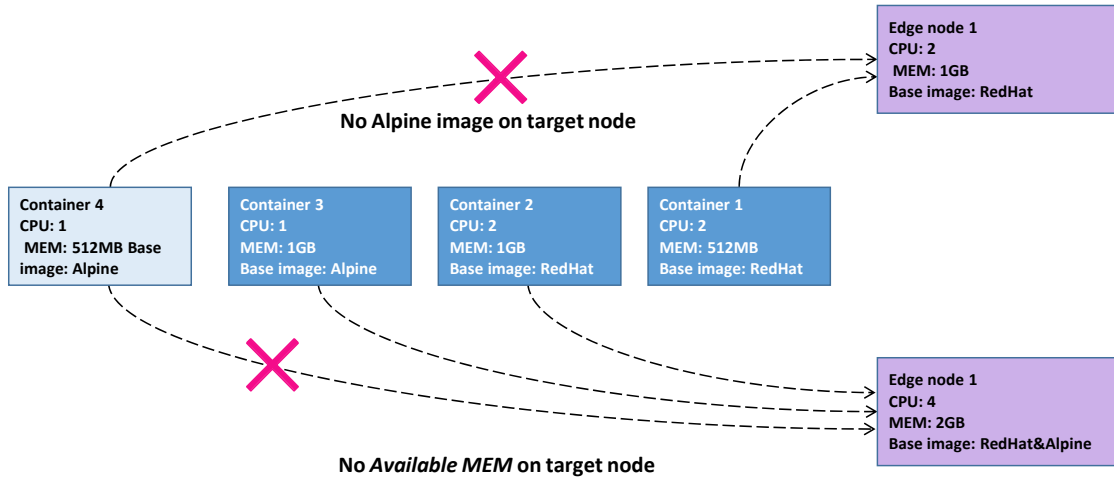 Edge node 1
CPU: 2
MEM: 1GB
Base image: RedHat
No Alpine image on target node
Container 4
CPU: 1
MEM: 512MB Base
image: Alpine
Container 3
CPU: 1
MEM: 1GB
Base image: Alpine
Container 2
CPU: 2
MEM: 1GB
Base image: RedHat
Container 1
CPU: 2
MEM: 512MB
Base image: RedHat
Edge node 1
CPU: 4
MEM: 2GB
Base image: RedHat&Alpine
No Available MEM on target node